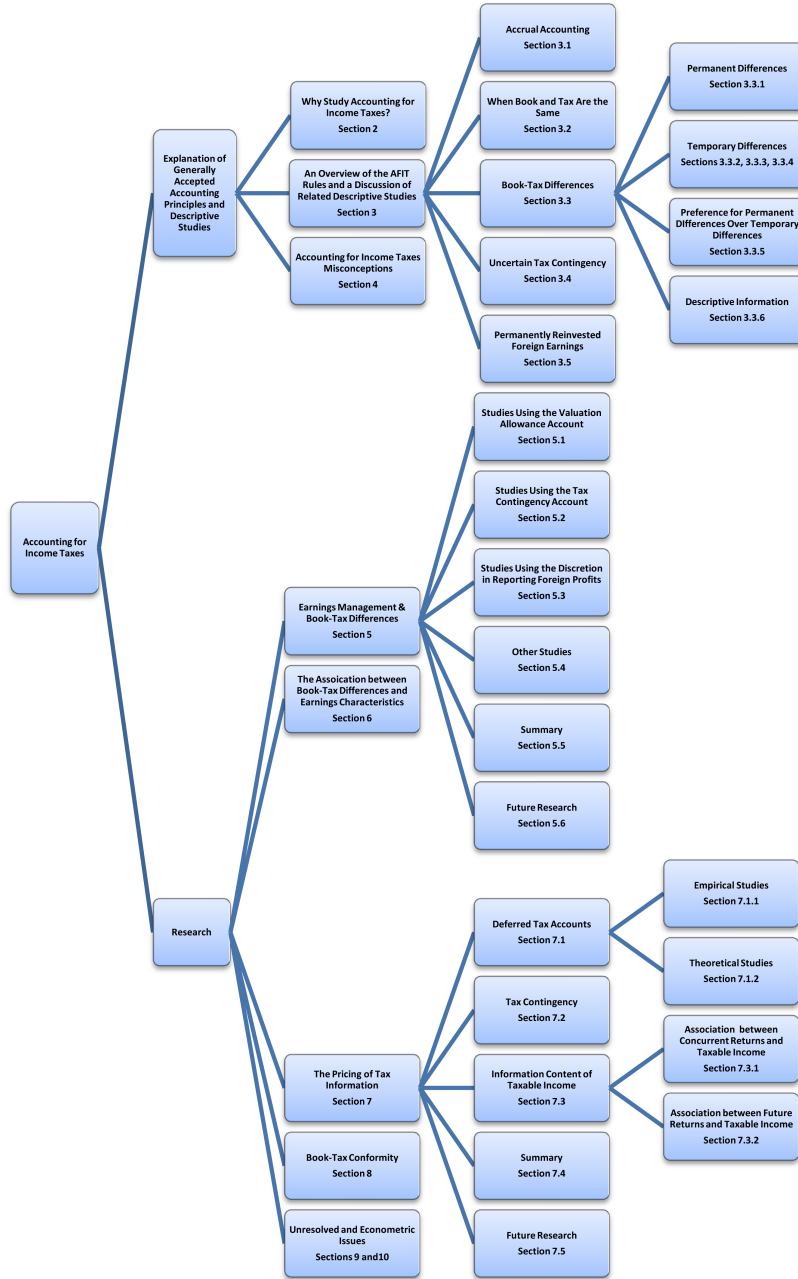 Accounting for
Income Taxes
Explanation of
Generally
Accepted
Accounting
Principles and
Descriptive
Studies
Why Study Accounting for
Income Taxes?
Section 2
An Overview of the AFIT
Rules and a Discussion of
Related Descriptive Studies
Section 3
Accrual Accounting
Section 3.1
When Book and Tax Are the
Same
Section 3.2
Book-Tax Differences
Section 3.3
Permanent Differences
Section 3.3.1
Temporary Differences
Sections 3.3.2, 3.3.3, 3.3.4
Preference for Permanent
DIfferences Over Temporary
Differences
Section 3.3.5
Descriptive Information
Section 3.3.6
Uncertain Tax Contingency
Section 3.4
Permanently Reinvested
Foreign Earnings
Section 3.5
Accounting for Income Taxes
Misconceptions
Section 4
Research
Earnings Management &
Book-Tax Differences
Section 5
Studies Using the Valuation
Allowance Account
Section 5.1
Studies Using the Tax
Contingency Account
Section 5.2
Studies Using the Discretion
in Reporting Foreign Profits
Section 5.3
Other Studies
Section 5.4
Summary
Section 5.5
Future Research
Section 5.6
The Assoication between
Book-Tax Differences and
Earnings Characteristics
Section 6
The Pricing of Tax
Information
Section 7
Deferred Tax Accounts
Section 7.1
Empirical Studies
Section 7.1.1
Theoretical Studies
Section 7.1.2
Tax Contingency
Section 7.2
Information Content of
Taxable Income
Section 7.3
Association between
Concurrent Returns and
Taxable Income
Section 7.3.1
Association between Future
Returns and Taxable Income
Section 7.3.2
Summary
Section 7.4
Future Research
Section 7.5
Book-Tax Conformity
Section 8
Unresolved and Econometric
Issues
Sections 9 and10